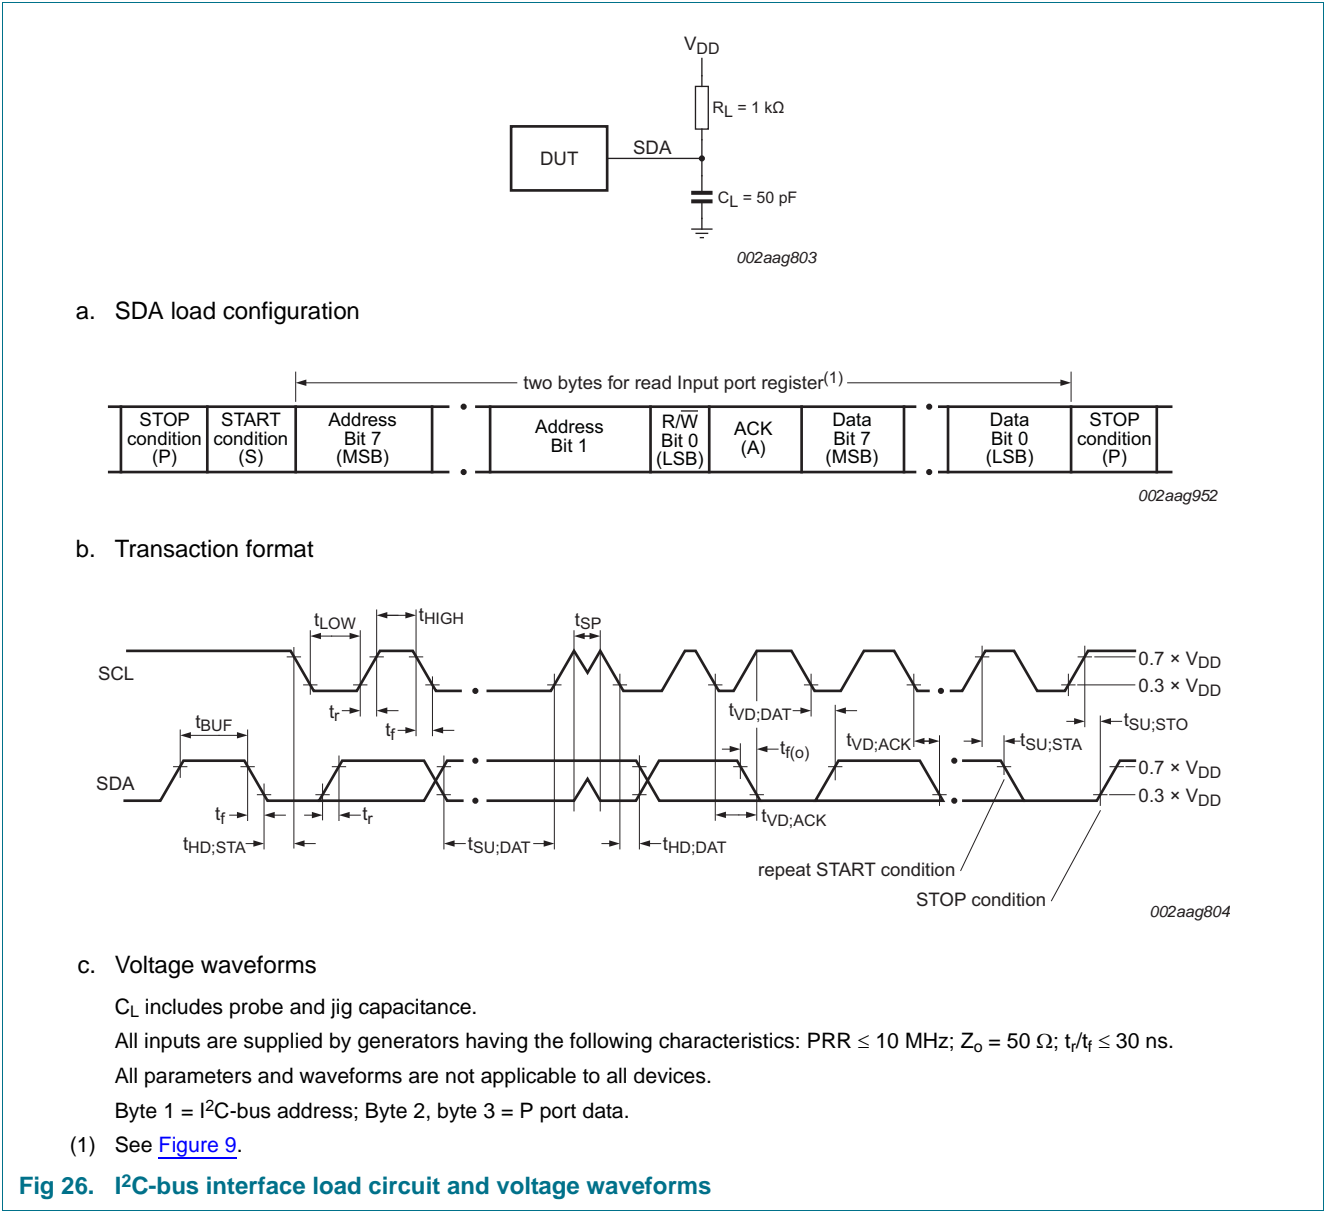 VDD
RL = 1 kΩ
DUT
SDA
CL = 50 pF
002aag803
a. SDA load configuration
two bytes for read Input port register(1)
STOP condition (P)
START condition (S)
Address Bit 7 (MSB)
Address Bit 1
R/W̅ Bit 0 (LSB)
ACK (A)
Data Bit 7 (MSB)
Data Bit 0 (LSB)
STOP condition (P)
002aag952
b. Transaction format
tLOW
tHIGH
tSP
SCL
0.7 × VDD
0.3 × VDD
tr
tf
tBUF
tVD;DAT
tf(o)
tVD;ACK
tSU;STA
tSU;STO
SDA
0.7 × VDD
0.3 × VDD
tf
tr
tVD;ACK
tHD;STA
tSU;DAT
tHD;DAT
repeat START condition
STOP condition
002aag804
c. Voltage waveforms
CL includes probe and jig capacitance.
All inputs are supplied by generators having the following characteristics: PRR ≤ 10 MHz; Zo = 50 Ω; tr/tf ≤ 30 ns.
All parameters and waveforms are not applicable to all devices.
Byte 1 = I2C-bus address; Byte 2, byte 3 = P port data.
(1) See Figure 9.
Fig 26. I2C-bus interface load circuit and voltage waveforms